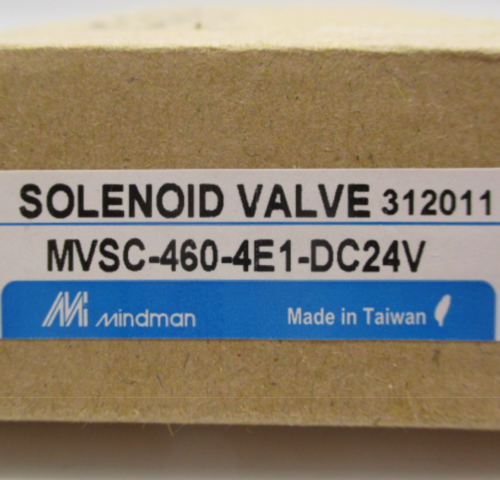 SOLENOID VALVE 312011
MVSC-460-4E1-DC24V
Mindman Made in Taiwan